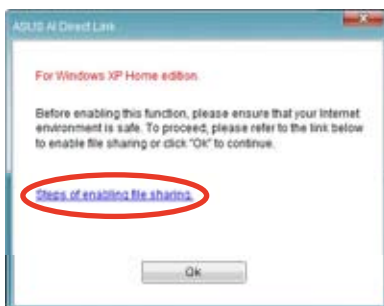 ASUS AI Direct Link
For Windows XP Home edition.
Before enabling this function, please ensure that your Internet
environment is safe. To proceed, please refer to the link below
to enable file sharing or click "Ok" to continue.
Steps of enabling file sharing.
Ok